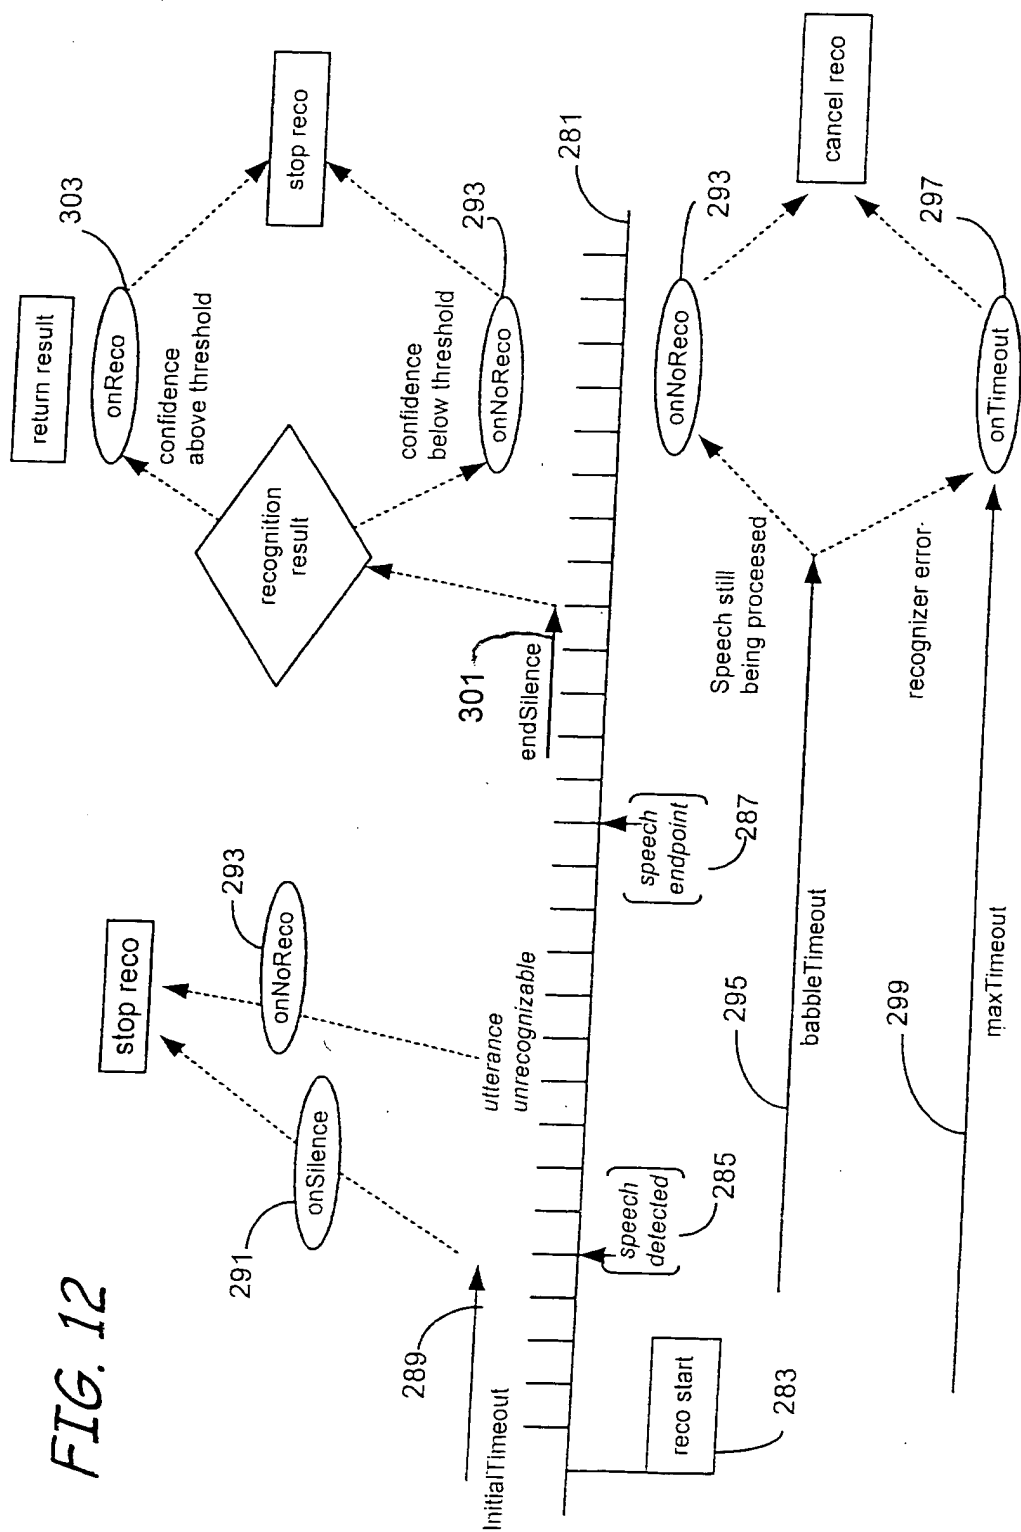 FIG. 12
return result
303
onReco
confidence
above threshold
stop reco
stop reco
293
onNoReco
291
onSilence
recognition
result
confidence
below threshold
293
onNoReco
289
InitialTimeout
utterance
unrecognizable
301
endSilence
281
reco start
283
speech
detected
285
speech
endpoint
287
Speech still
being proceesed
onNoReco
293
cancel reco
295
babbleTimeout
recognizer error
299
maxTimeout
onTimeout
297